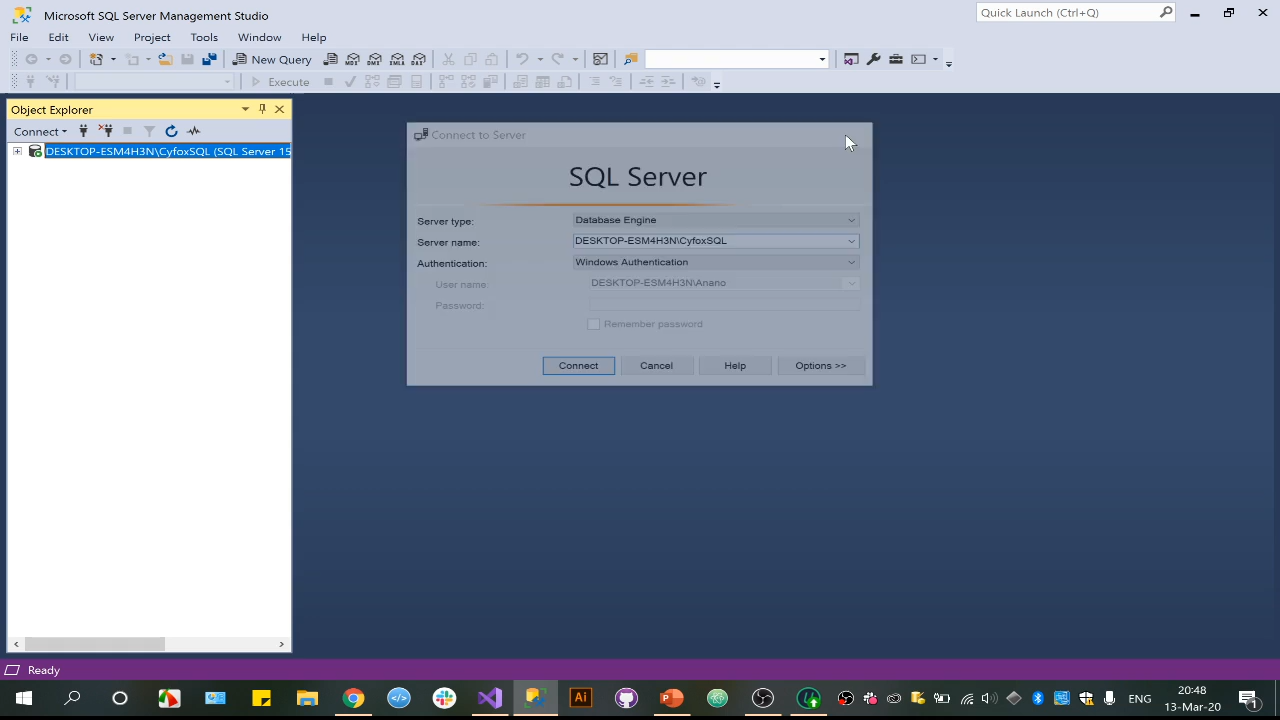 Microsoft SQL Server Management Studio
Quick Launch (Ctrl+Q)
File Edit View Project Tools Window Help
New Query
Execute
Object Explorer
Connect
DESKTOP-ESM4H3N\CyfoxSQL (SQL Server 15
Connect to Server
SQL Server
Server type: Database Engine
Server name: DESKTOP-ESM4H3N\CyfoxSQL
Authentication: Windows Authentication
User name: DESKTOP-ESM4H3N\Anano
Password:
Remember password
Connect Cancel Help Options >>
Ready
ENG
20:48
13-Mar-20